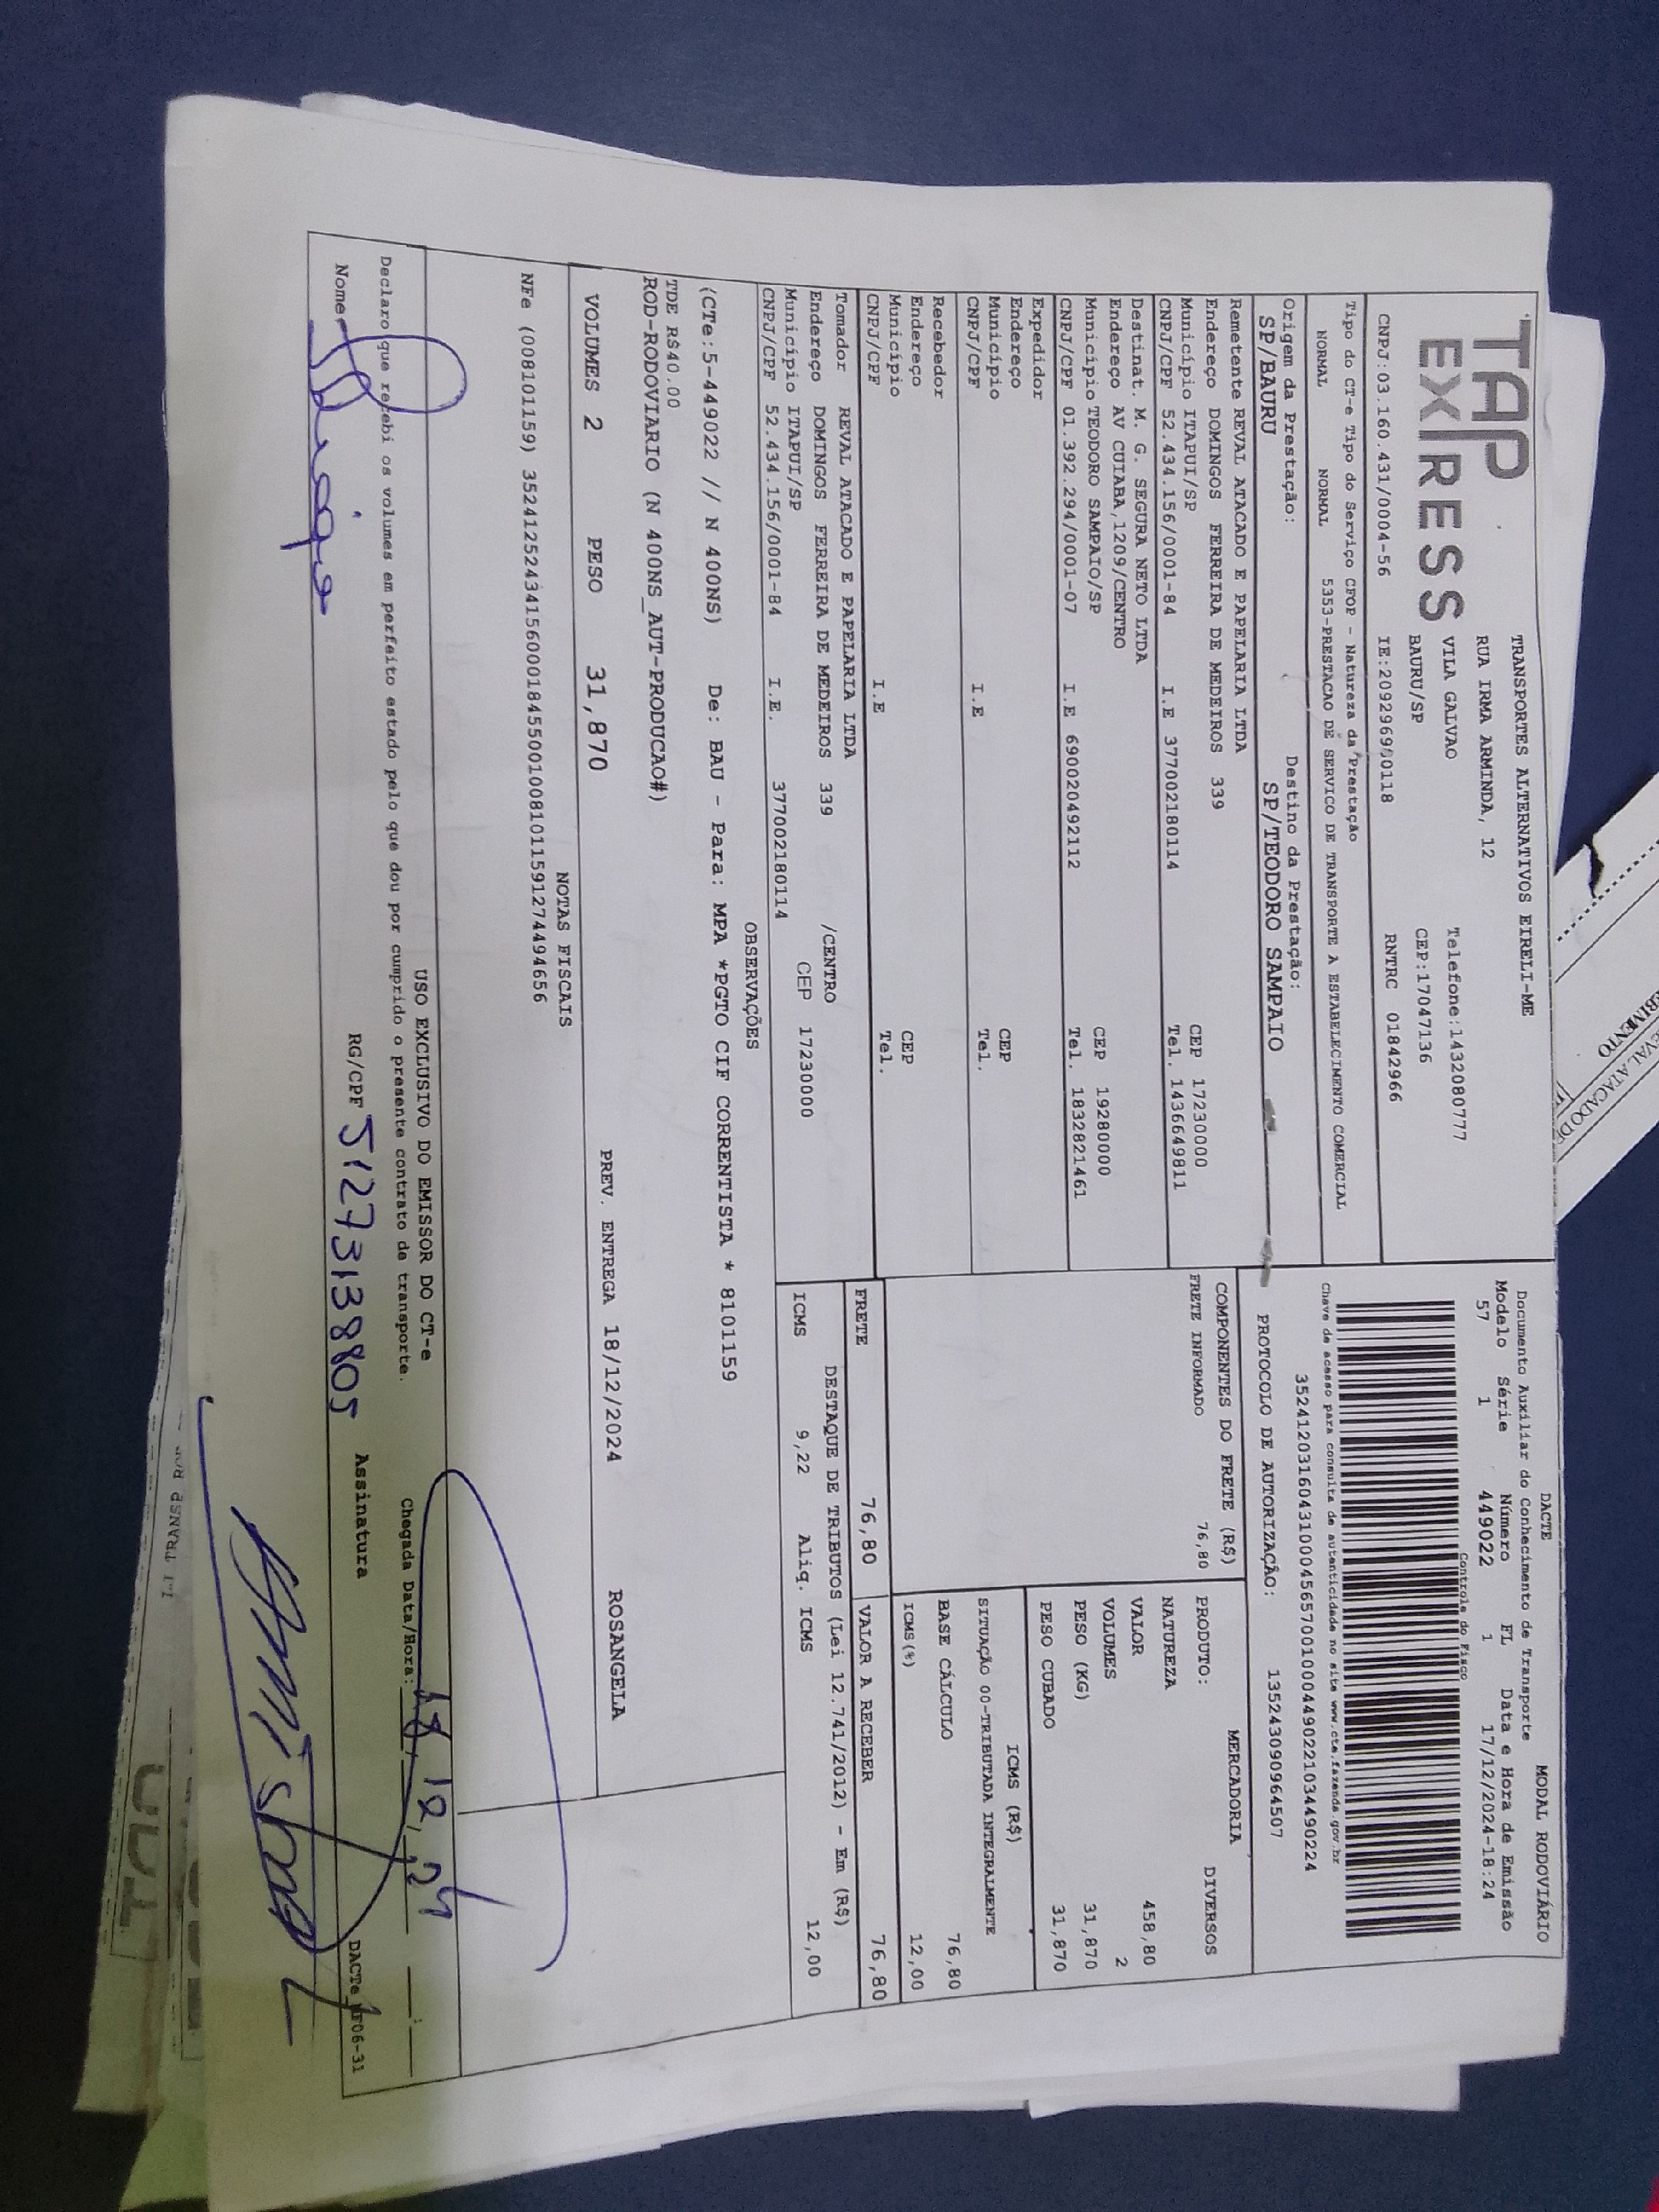 TAP EXPRESS
TRANSPORTES ALTERNATIVOS EIRELI-ME
RUA IRMA ARMINDA, 12
VILA GALVAO Telefone:1432080777
BAURU/SP CEP:17047136
CNPJ:03.160.431/0004-56 IE:209296900118 RNTRC 01842966
DACTE MODAL RODOVIÁRIO
Documento Auxiliar do Conhecimento de Transporte
Modelo Série Número FL Data e Hora de Emissão
57 1 449022 1 17/12/2024-18:24
Controle do Fisco
Chave de acesso para consulta de autenticidade no site www.cte.fazenda.gov.br
35241203160431000456570010004490221034490224
PROTOCOLO DE AUTORIZAÇÃO: 135243090964507
Tipo do CT-e Tipo do Serviço CFOP - Natureza da Prestação
NORMAL NORMAL 5353-PRESTACAO DE SERVICO DE TRANSPORTE A ESTABELECIMENTO COMERCIAL
Origem da Prestação: Destino da Prestação:
SP/BAURU SP/TEODORO SAMPAIO
Remetente REVAL ATACADO E PAPELARIA LTDA
Endereço DOMINGOS FERREIRA DE MEDEIROS 339
Município ITAPUI/SP CEP 17230000
CNPJ/CPF 52.434.156/0001-84 I.E 377002180114 Tel. 1436649811
Destinat. M. G. SEGURA NETO LTDA
Endereço AV CUIABA,1209/CENTRO
Município TEODORO SAMPAIO/SP CEP 19280000
CNPJ/CPF 01.392.294/0001-07 I.E 690020492112 Tel. 1832821461
Expedidor
Endereço
Município CEP
CNPJ/CPF I.E Tel.
Recebedor
Endereço
Município CEP
CNPJ/CPF I.E Tel.
Tomador REVAL ATACADO E PAPELARIA LTDA
Endereço DOMINGOS FERREIRA DE MEDEIROS 339 /CENTRO
Município ITAPUI/SP CEP 17230000
CNPJ/CPF 52.434.156/0001-84 I.E. 377002180114
COMPONENTES DO FRETE (R$)
FRETE INFORMADO 76,80
MERCADORIA
PRODUTO: DIVERSOS
NATUREZA
VALOR 458,80
VOLUMES 2
PESO (KG) 31,870
PESO CUBADO 31,870
ICMS (R$)
SITUAÇÃO 00-TRIBUTADA INTEGRALMENTE
BASE CÁLCULO 76,80
ICMS(%) 12,00
FRETE 76,80 VALOR A RECEBER 76,80
DESTAQUE DE TRIBUTOS (Lei 12.741/2012) - Em (R$)
ICMS 9,22 Aliq. ICMS 12,00
OBSERVAÇÕES
(CTe:5-449022 // N 400NS) De: BAU - Para: MPA *PGTO CIF CORRENTISTA * 8101159
TDE R$40.00
ROD-RODOVIARIO (N 400NS_AUT-PRODUCAO#)
VOLUMES 2 PESO 31,870 PREV. ENTREGA 18/12/2024 ROSANGELA
NOTAS FISCAIS
NFe (008101159) 35241252434156000184550010081011591274494656
USO EXCLUSIVO DO EMISSOR DO CT-e
Declaro que recebi os volumes em perfeito estado pelo que dou por cumprido o presente contrato de transporte. Chegada Data/Hora: 18/12/24
Nome RG/CPF 51273138805 Assinatura
DACTe_MF06-31